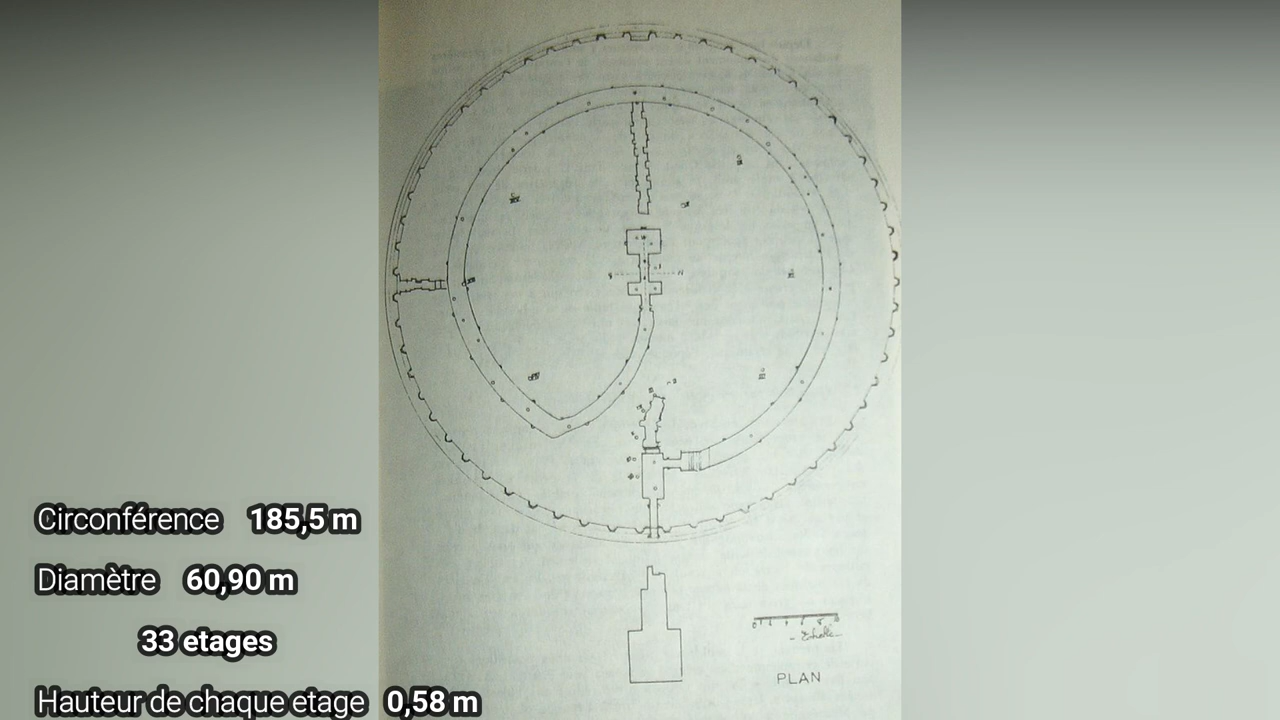 Circonférence 185,5 m
Diamètre 60,90 m
33 etages
Hauteur de chaque etage 0,58 m
- Echelle -
PLAN